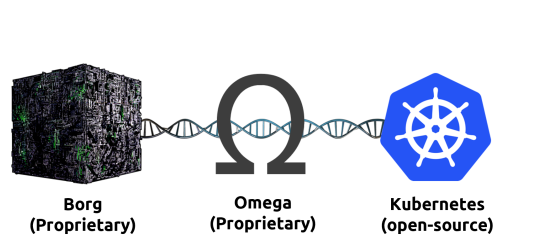 Borg
(Proprietary)
Omega
(Proprietary)
Kubernetes
(open-source)